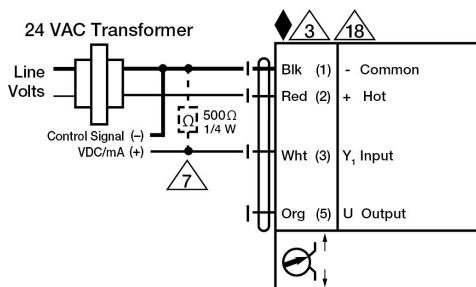 24 VAC Transformer
3 18
Line
Volts
Blk (1) - Common
Red (2) + Hot
Ω 500Ω
1/4 W
Control Signal (–)
VDC/mA (+)
Wht (3) Y₁ Input
7
Org (5) U Output